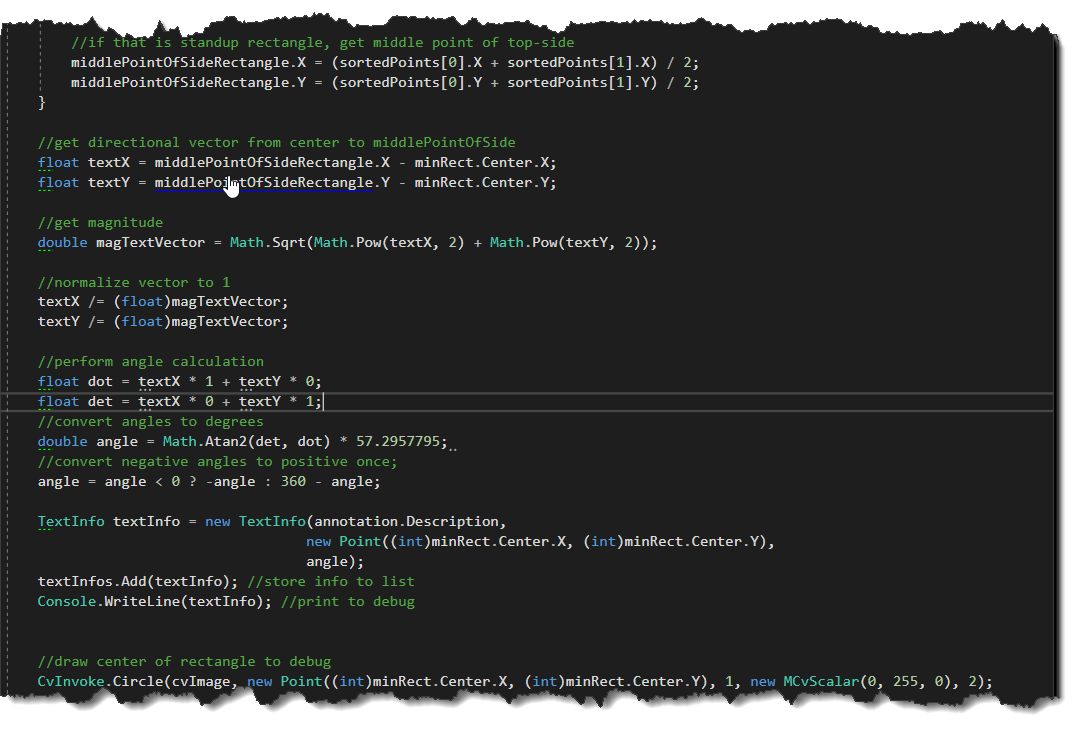 //if that is standup rectangle, get middle point of top-side
middlePointOfSideRectangle.X = (sortedPoints[0].X + sortedPoints[1].X) / 2;
middlePointOfSideRectangle.Y = (sortedPoints[0].Y + sortedPoints[1].Y) / 2;
}
//get directional vector from center to middlePointOfSide
float textX = middlePointOfSideRectangle.X - minRect.Center.X;
float textY = middlePointOfSideRectangle.Y - minRect.Center.Y;
//get magnitude
double magTextVector = Math.Sqrt(Math.Pow(textX, 2) + Math.Pow(textY, 2));
//normalize vector to 1
textX /= (float)magTextVector;
textY /= (float)magTextVector;
//perform angle calculation
float dot = textX * 1 + textY * 0;
float det = textX * 0 + textY * 1;
//convert angles to degrees
double angle = Math.Atan2(det, dot) * 57.2957795;
//convert negative angles to positive once;
angle = angle < 0 ? -angle : 360 - angle;
TextInfo textInfo = new TextInfo(annotation.Description,
new Point((int)minRect.Center.X, (int)minRect.Center.Y),
angle);
textInfos.Add(textInfo); //store info to list
Console.WriteLine(textInfo); //print to debug
//draw center of rectangle to debug
CvInvoke.Circle(cvImage, new Point((int)minRect.Center.X, (int)minRect.Center.Y), 1, new MCvScalar(0, 255, 0), 2);